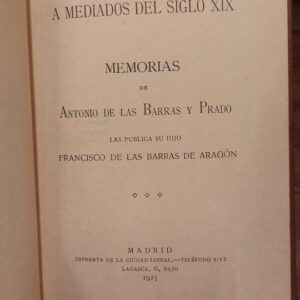 A MEDIADOS DEL SIGLO XIX
MEMORIAS
DE
ANTONIO DE LAS BARRAS Y PRADO
LAS PUBLICA SU HIJO
FRANCISCO DE LAS BARRAS DE ARAGÓN
MADRID
IMPRENTA DE LA CIUDAD LINEAL.—TELÉFONO S-12
LAGASCA, 6, BAJO
1925